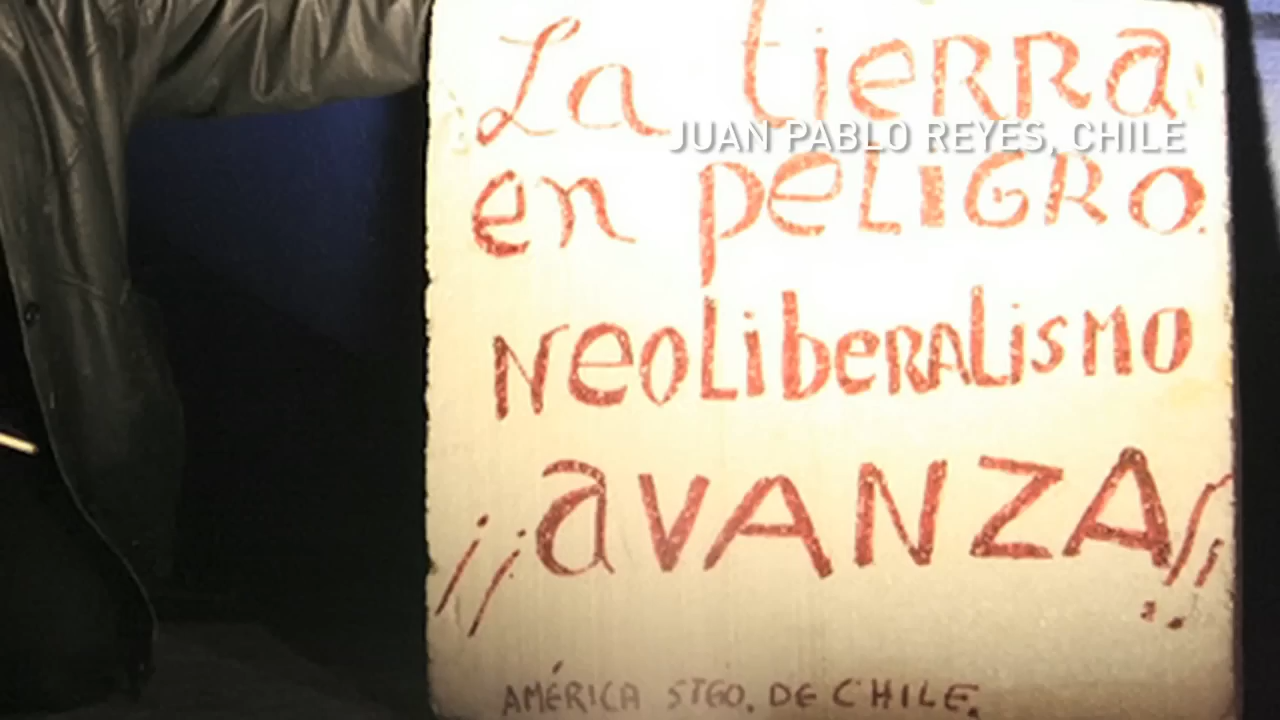 La tierra
JUAN PABLO REYES, CHILE
en peLIGRO.
NeoLiberaLisMO
¡¡aVANZA!!
AMÉRICA STGO. DE CHILE.